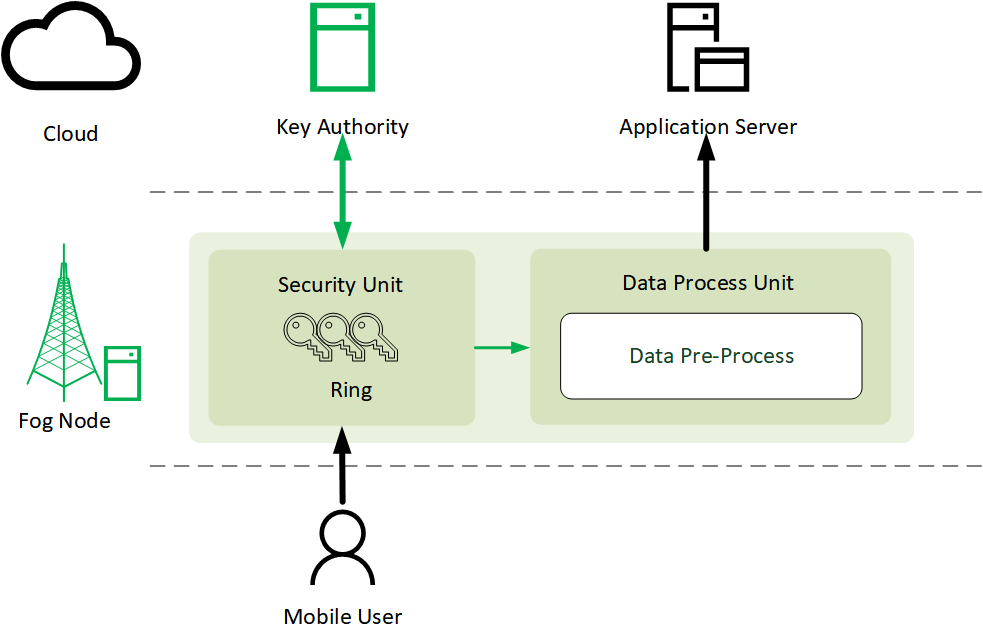 Cloud
Key Authority
Application Server
Security Unit
Ring
Data Process Unit
Data Pre-Process
Fog Node
Mobile User